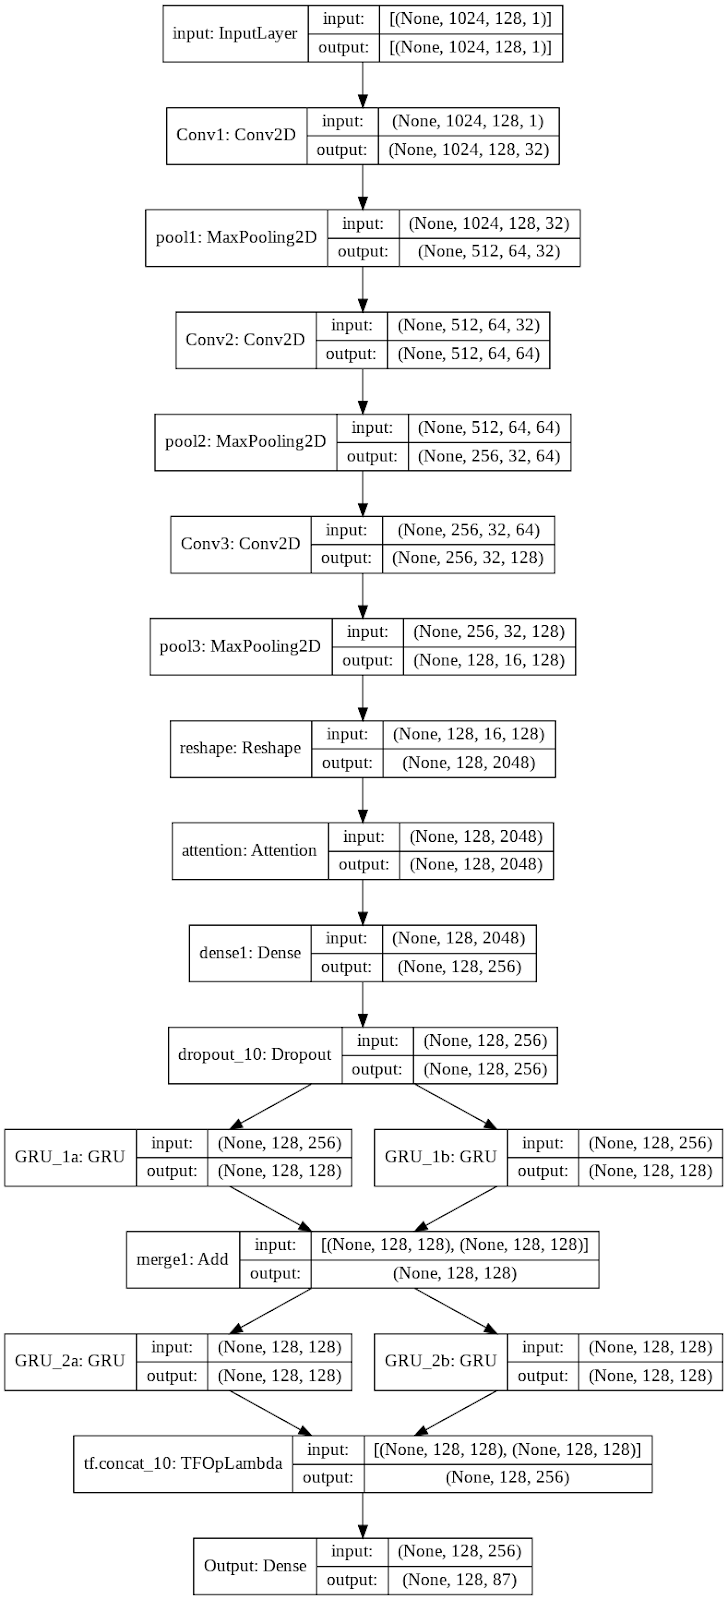 input: InputLayer
input: [(None, 1024, 128, 1)]
output: [(None, 1024, 128, 1)]
Conv1: Conv2D
input: (None, 1024, 128, 1)
output: (None, 1024, 128, 32)
pool1: MaxPooling2D
input: (None, 1024, 128, 32)
output: (None, 512, 64, 32)
Conv2: Conv2D
input: (None, 512, 64, 32)
output: (None, 512, 64, 64)
pool2: MaxPooling2D
input: (None, 512, 64, 64)
output: (None, 256, 32, 64)
Conv3: Conv2D
input: (None, 256, 32, 64)
output: (None, 256, 32, 128)
pool3: MaxPooling2D
input: (None, 256, 32, 128)
output: (None, 128, 16, 128)
reshape: Reshape
input: (None, 128, 16, 128)
output: (None, 128, 2048)
attention: Attention
input: (None, 128, 2048)
output: (None, 128, 2048)
dense1: Dense
input: (None, 128, 2048)
output: (None, 128, 256)
dropout_10: Dropout
input: (None, 128, 256)
output: (None, 128, 256)
GRU_1a: GRU
input: (None, 128, 256)
output: (None, 128, 128)
GRU_1b: GRU
input: (None, 128, 256)
output: (None, 128, 128)
merge1: Add
input: [(None, 128, 128), (None, 128, 128)]
output: (None, 128, 128)
GRU_2a: GRU
input: (None, 128, 128)
output: (None, 128, 128)
GRU_2b: GRU
input: (None, 128, 128)
output: (None, 128, 128)
tf.concat_10: TFOpLambda
input: [(None, 128, 128), (None, 128, 128)]
output: (None, 128, 256)
Output: Dense
input: (None, 128, 256)
output: (None, 128, 87)